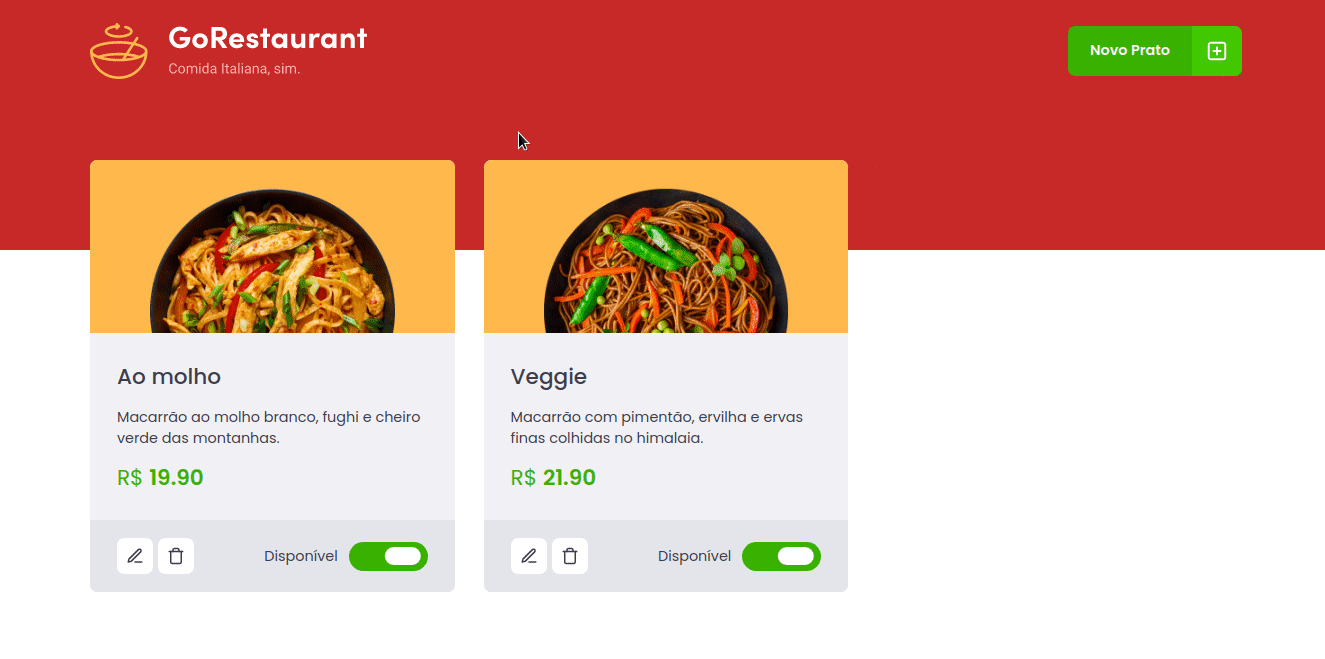 GoRestaurant
Comida Italiana, sim.
Novo Prato
Ao molho
Macarrão ao molho branco, fughi e cheiro
verde das montanhas.
R$ 19.90
Disponível
Veggie
Macarrão com pimentão, ervilha e ervas
finas colhidas no himalaia.
R$ 21.90
Disponível